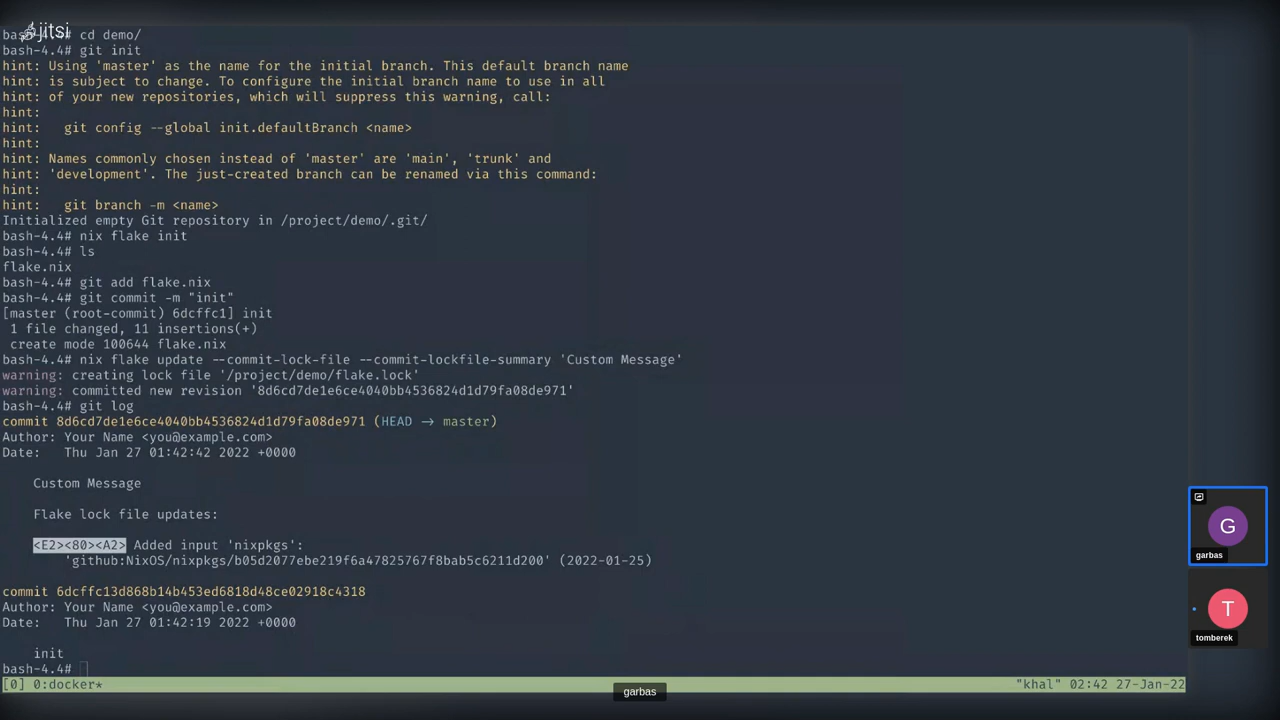 jitsi
bash-4.4# cd demo/
bash-4.4# git init
hint: Using 'master' as the name for the initial branch. This default branch name
hint: is subject to change. To configure the initial branch name to use in all
hint: of your new repositories, which will suppress this warning, call:
hint:
hint:   git config --global init.defaultBranch <name>
hint:
hint: Names commonly chosen instead of 'master' are 'main', 'trunk' and
hint: 'development'. The just-created branch can be renamed via this command:
hint:
hint:   git branch -m <name>
Initialized empty Git repository in /project/demo/.git/
bash-4.4# nix flake init
bash-4.4# ls
flake.nix
bash-4.4# git add flake.nix
bash-4.4# git commit -m "init"
[master (root-commit) 6dcffc1] init
 1 file changed, 11 insertions(+)
 create mode 100644 flake.nix
bash-4.4# nix flake update --commit-lock-file --commit-lockfile-summary 'Custom Message'
warning: creating lock file '/project/demo/flake.lock'
warning: committed new revision '8d6cd7de1e6ce4040bb4536824d1d79fa08de971'
bash-4.4# git log
commit 8d6cd7de1e6ce4040bb4536824d1d79fa08de971 (HEAD -> master)
Author: Your Name <you@example.com>
Date:   Thu Jan 27 01:42:42 2022 +0000
    Custom Message
    Flake lock file updates:
    <E2><80><A2> Added input 'nixpkgs':
        'github:NixOS/nixpkgs/b05d2077ebe219f6a47825767f8bab5c6211d200' (2022-01-25)
commit 6dcffc13d868b14b453ed6818d48ce02918c4318
Author: Your Name <you@example.com>
Date:   Thu Jan 27 01:42:19 2022 +0000
    init
bash-4.4#
[0] 0:docker* "khal" 02:42 27-Jan-22
G
garbas
T
tomberek
garbas